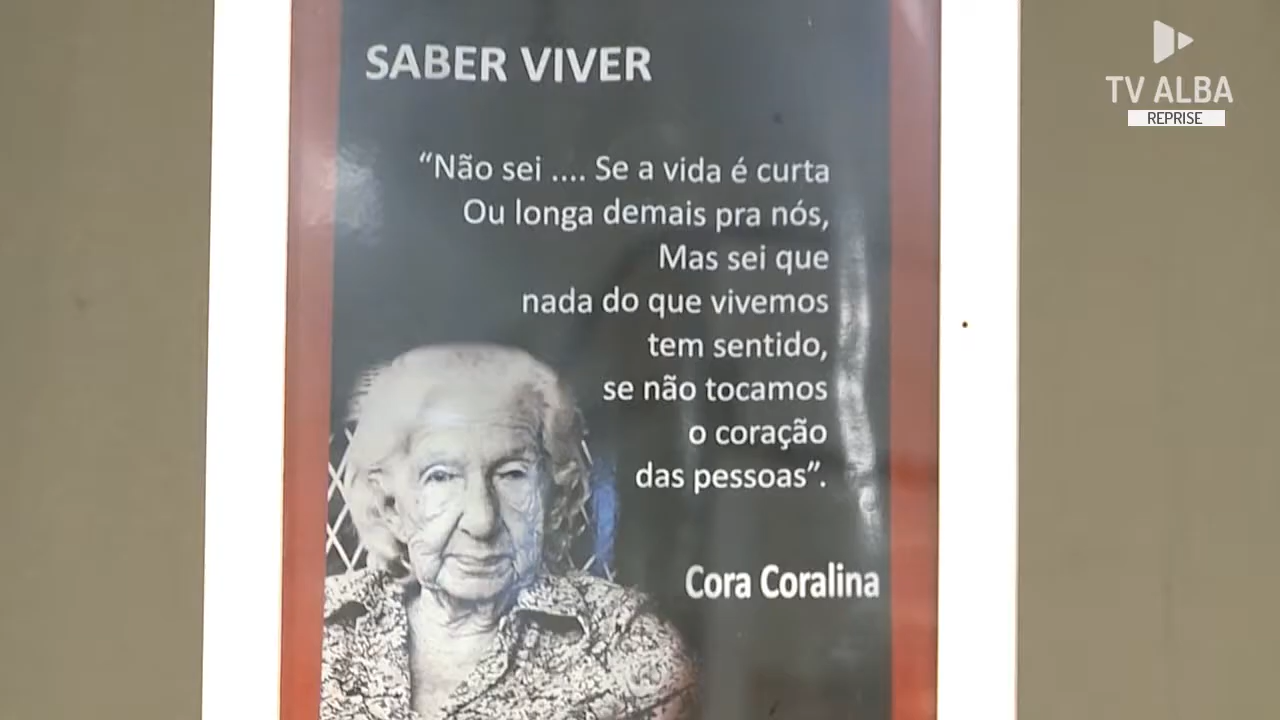 SABER VIVER
“Não sei .... Se a vida é curta
Ou longa demais pra nós,
Mas sei que
nada do que vivemos
tem sentido,
se não tocamos
o coração
das pessoas”.
Cora Coralina
TV ALBA
REPRISE